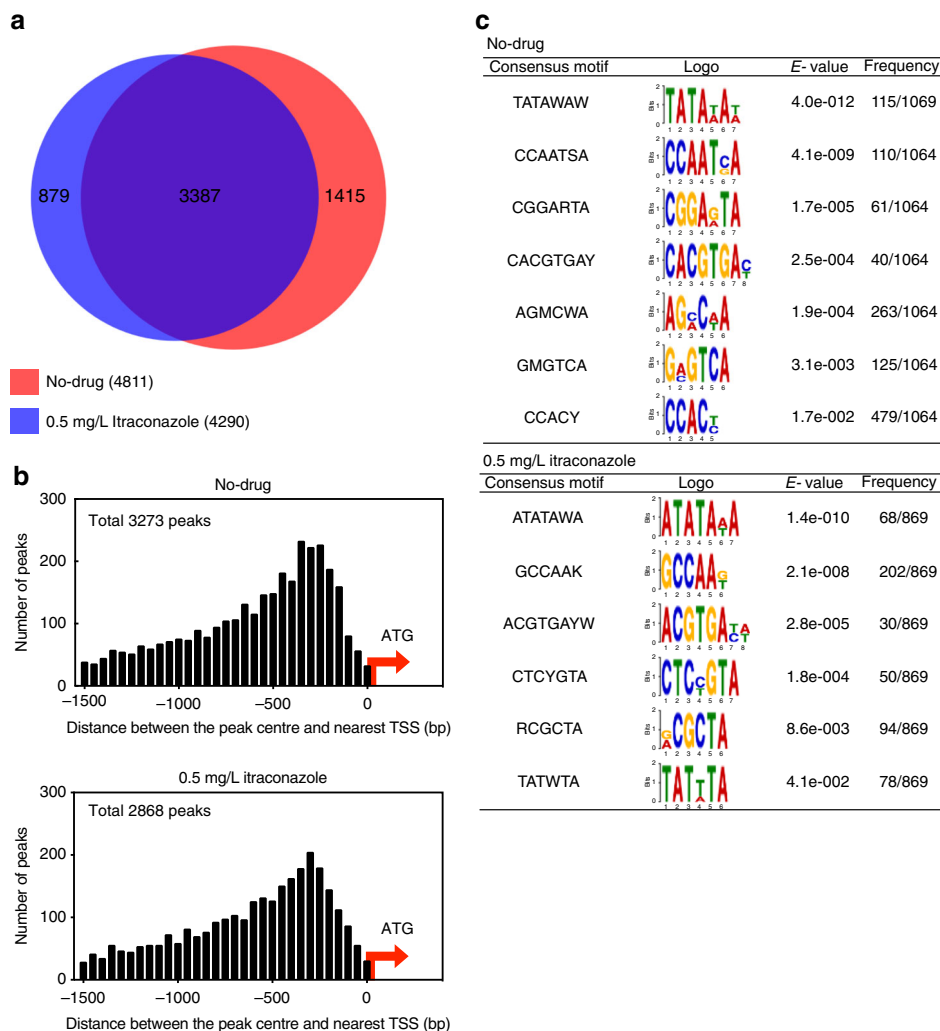 a
879
3387
1415
No-drug (4811)
0.5 mg/L Itraconazole (4290)
b
No-drug
Total 3273 peaks
Number of peaks
300
200
100
0
ATG
−1500
−1000
−500
0
Distance between the peak centre and nearest TSS (bp)
0.5 mg/L itraconazole
Total 2868 peaks
Number of peaks
300
200
100
0
ATG
−1500
−1000
−500
0
Distance between the peak centre and nearest TSS (bp)
c
No-drug
Consensus motif Logo E- value Frequency
TATAWAW 4.0e-012 115/1069
CCAATSA 4.1e-009 110/1064
CGGARTA 1.7e-005 61/1064
CACGTGAY 2.5e-004 40/1064
AGMCWA 1.9e-004 263/1064
GMGTCA 3.1e-003 125/1064
CCACY 1.7e-002 479/1064
0.5 mg/L itraconazole
Consensus motif Logo E- value Frequency
ATATAWA 1.4e-010 68/869
GCCAAK 2.1e-008 202/869
ACGTGAYW 2.8e-005 30/869
CTCYGTA 1.8e-004 50/869
RCGCTA 8.6e-003 94/869
TATWTA 4.1e-002 78/869